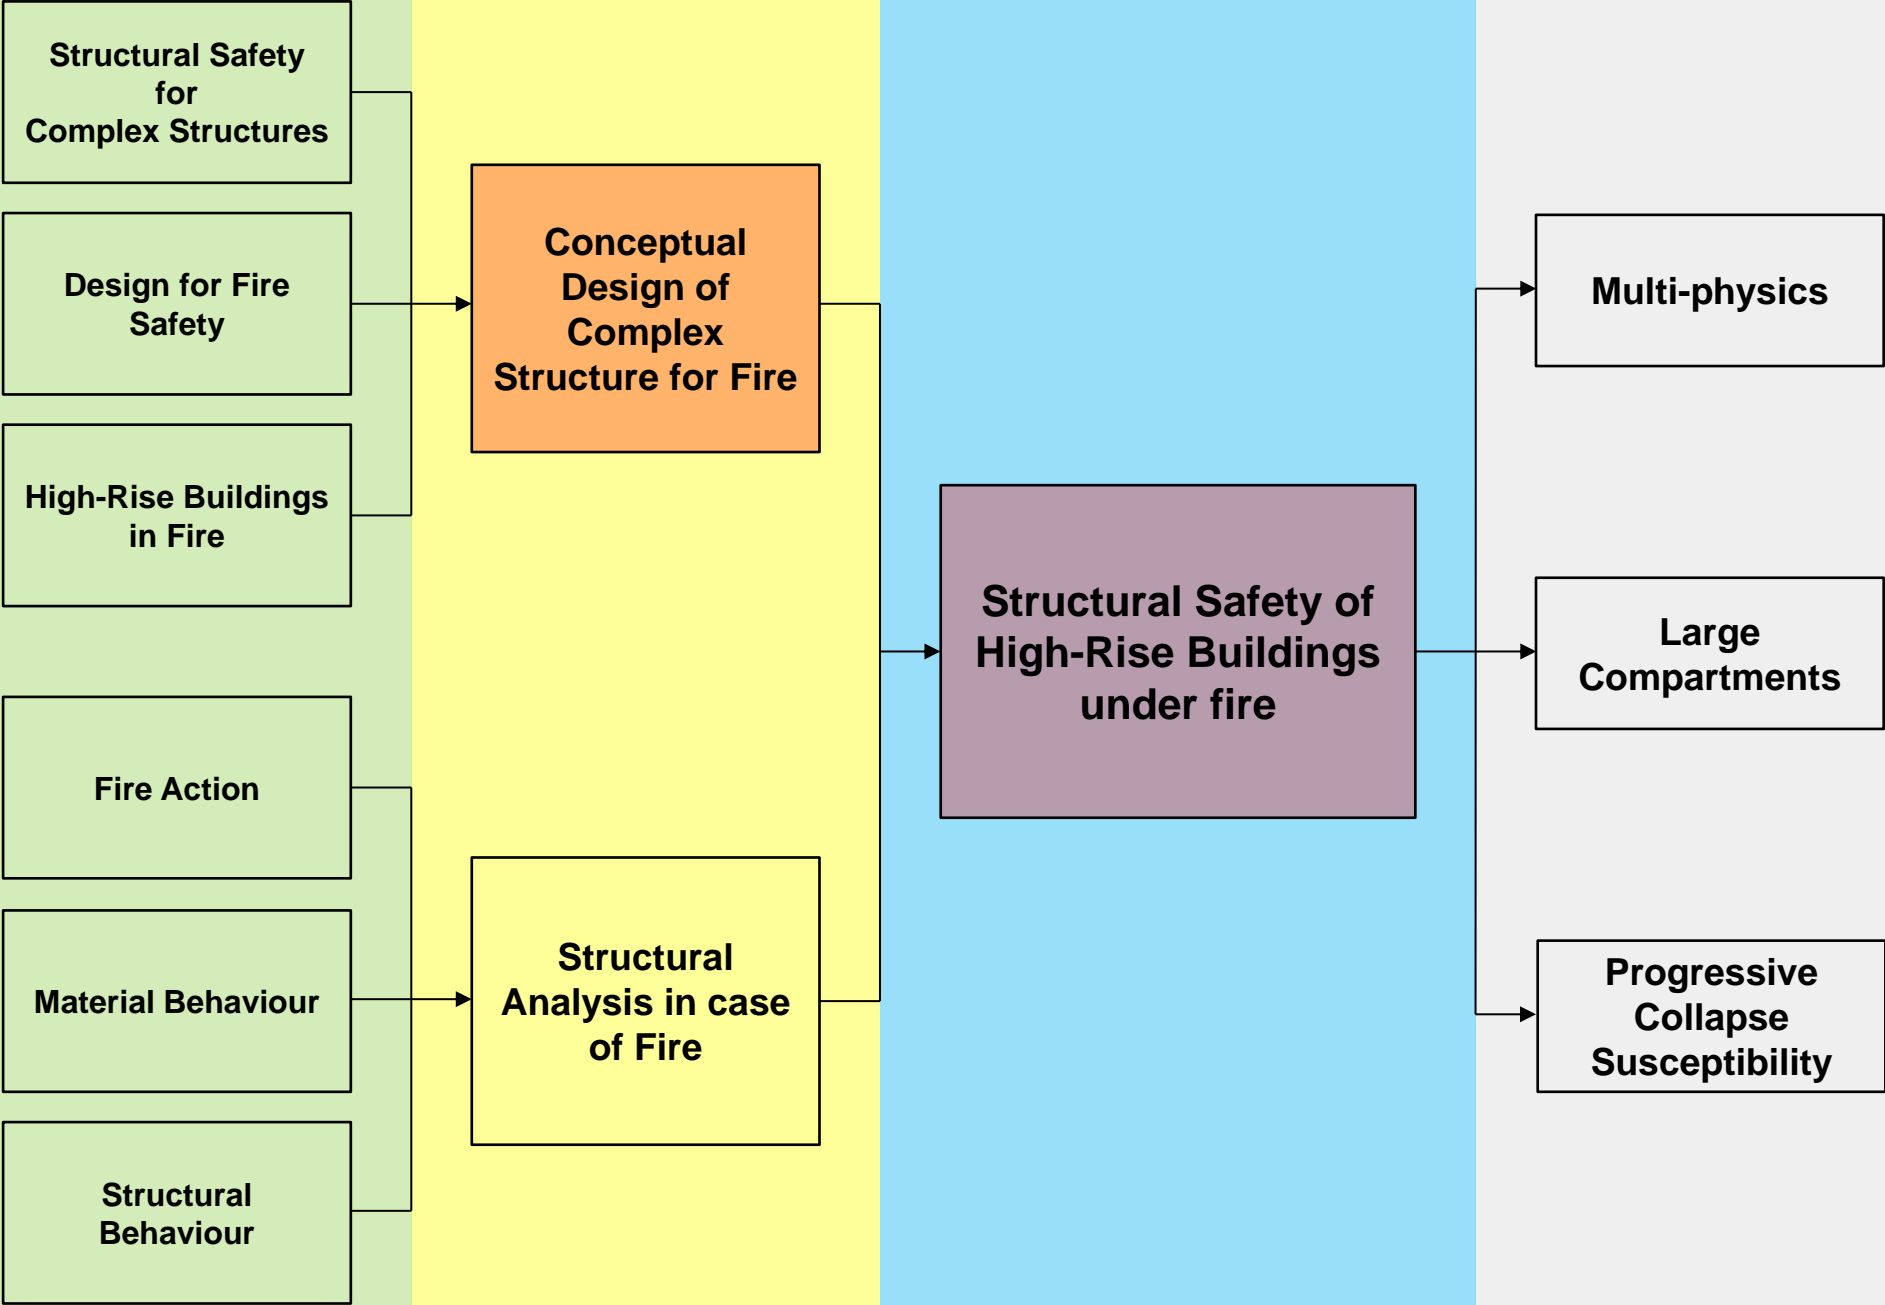 Structural Safety
for
Complex Structures
Design for Fire
Safety
High-Rise Buildings
in Fire
Fire Action
Material Behaviour
Structural
Behaviour
Conceptual
Design of
Complex
Structure for Fire
Structural
Analysis in case
of Fire
Structural Safety of
High-Rise Buildings
under fire
Multi-physics
Large
Compartments
Progressive
Collapse
Susceptibility